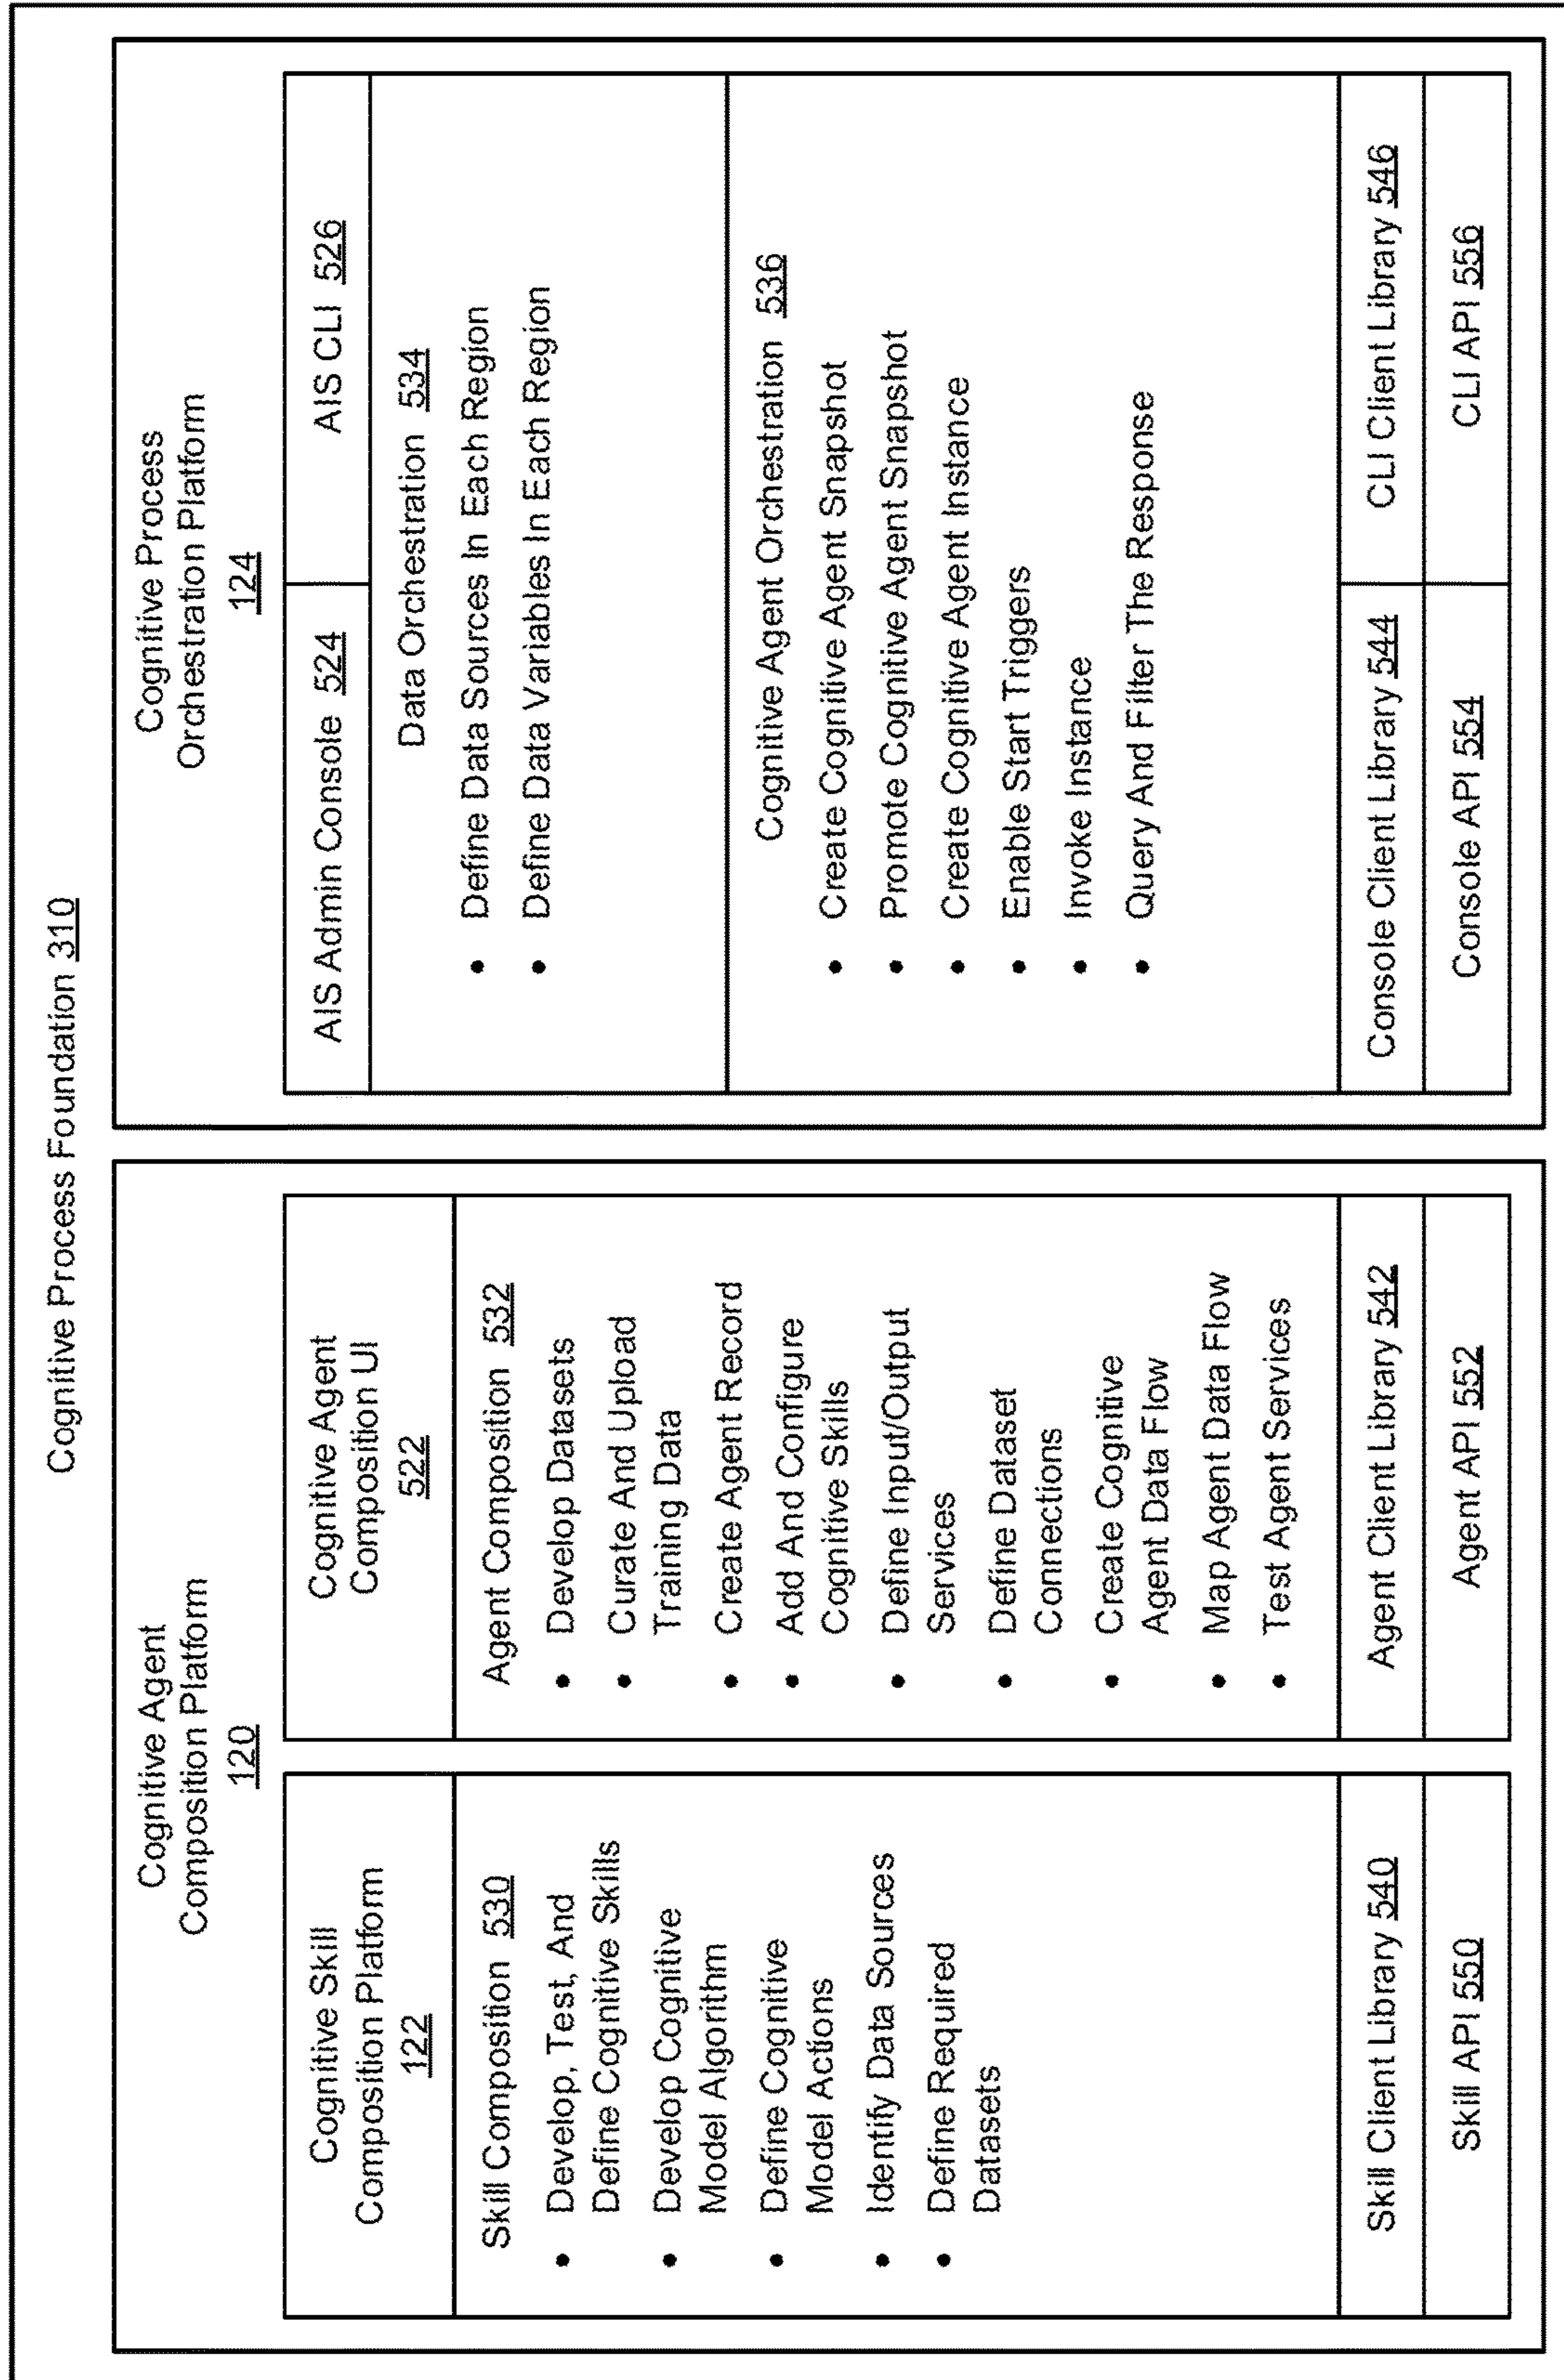 Cognitive Process Foundation 310
Cognitive Agent
Composition Platform
120
Cognitive Skill
Composition Platform
122
Skill Composition 530
• Develop, Test, And
Define Cognitive Skills
• Develop Cognitive
Model Algorithm
• Define Cognitive
Model Actions
• Identify Data Sources
• Define Required
Datasets
Skill Client Library 540
Skill API 550
Cognitive Agent
Composition UI
522
Agent Composition 532
• Develop Datasets
• Curate And Upload
Training Data
• Create Agent Record
• Add And Configure
Cognitive Skills
• Define Input/Output
Services
• Define Dataset
Connections
• Create Cognitive
Agent Data Flow
• Map Agent Data Flow
• Test Agent Services
Agent Client Library 542
Agent API 552
Cognitive Process
Orchestration Platform
124
AIS Admin Console 524
AIS CLI 526
Data Orchestration 534
• Define Data Sources In Each Region
• Define Data Variables In Each Region
Cognitive Agent Orchestration 536
• Create Cognitive Agent Snapshot
• Promote Cognitive Agent Snapshot
• Create Cognitive Agent Instance
• Enable Start Triggers
• Invoke Instance
• Query And Filter The Response
Console Client Library 544
CLI Client Library 546
Console API 554
CLI API 556